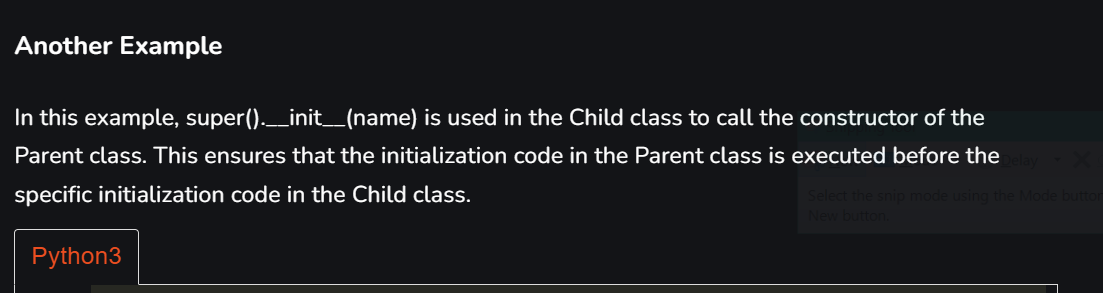 Another Example
In this example, super().__init__(name) is used in the Child class to call the constructor of the
Parent class. This ensures that the initialization code in the Parent class is executed before the
specific initialization code in the Child class.
Delay
Select the snip mode using the Mode button
New button.
Python3